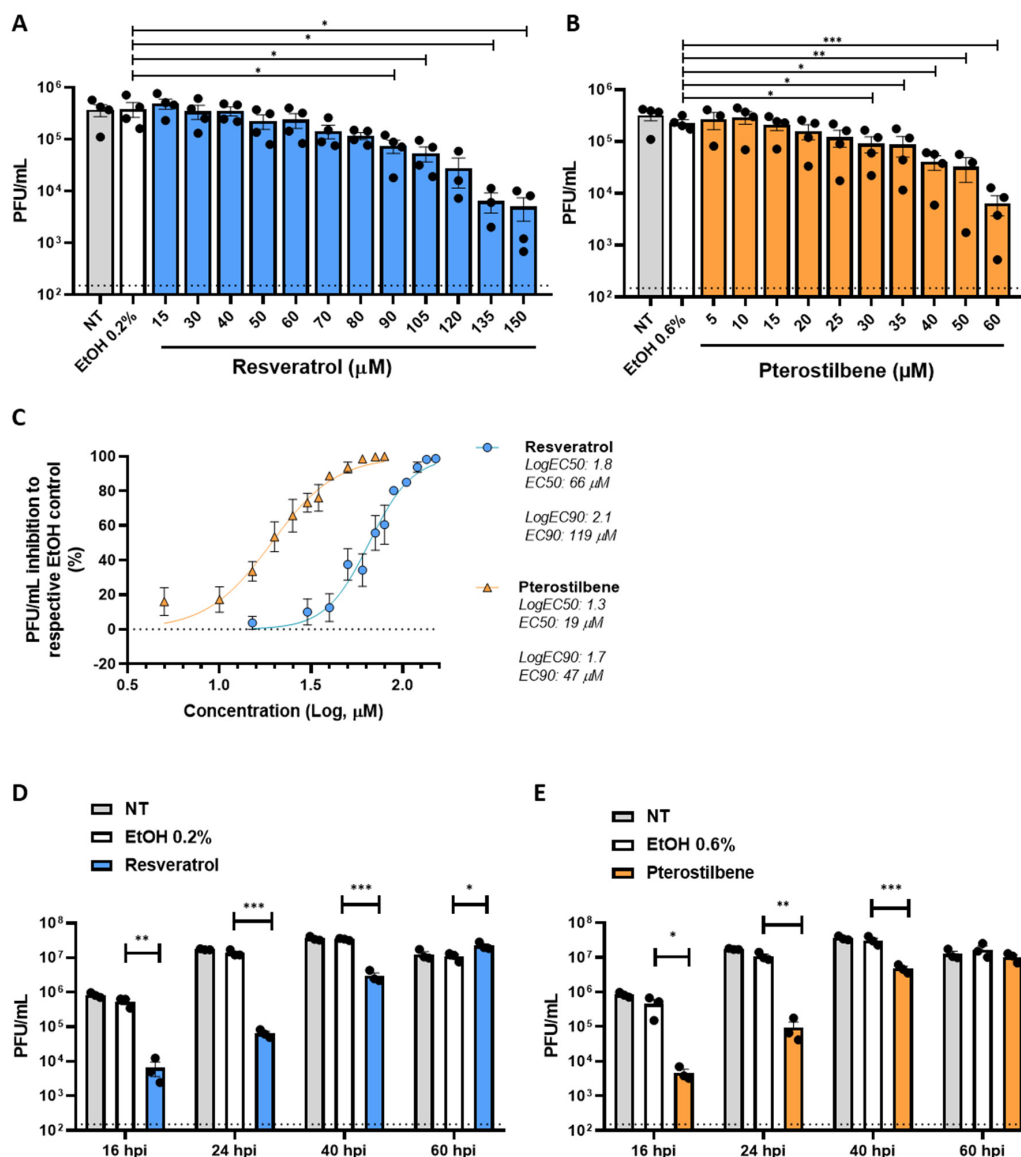 A
*
*
*
*
10⁶
10⁵
10⁴
10³
10²
PFU/mL
NT
EtOH 0.2%
15
30
40
50
60
70
80
90
105
120
135
150
Resveratrol (μM)
B
***
**
*
*
*
10⁶
10⁵
10⁴
10³
10²
PFU/mL
NT
EtOH 0.6%
5
10
15
20
25
30
35
40
50
60
Pterostilbene (μM)
C
100
80
60
40
20
0
-20
PFU/mL inhibition to
respective EtOH control
(%)
0.5 1.0 1.5 2.0
Concentration (Log, μM)
Resveratrol
LogEC50: 1.8
EC50: 66 μM
LogEC90: 2.1
EC90: 119 μM
Pterostilbene
LogEC50: 1.3
EC50: 19 μM
LogEC90: 1.7
EC90: 47 μM
D
NT
EtOH 0.2%
Resveratrol
** *** *** *
10⁸
10⁷
10⁶
10⁵
10⁴
10³
10²
PFU/mL
16 hpi 24 hpi 40 hpi 60 hpi
E
NT
EtOH 0.6%
Pterostilbene
* ** ***
10⁸
10⁷
10⁶
10⁵
10⁴
10³
10²
PFU/mL
16 hpi 24 hpi 40 hpi 60 hpi